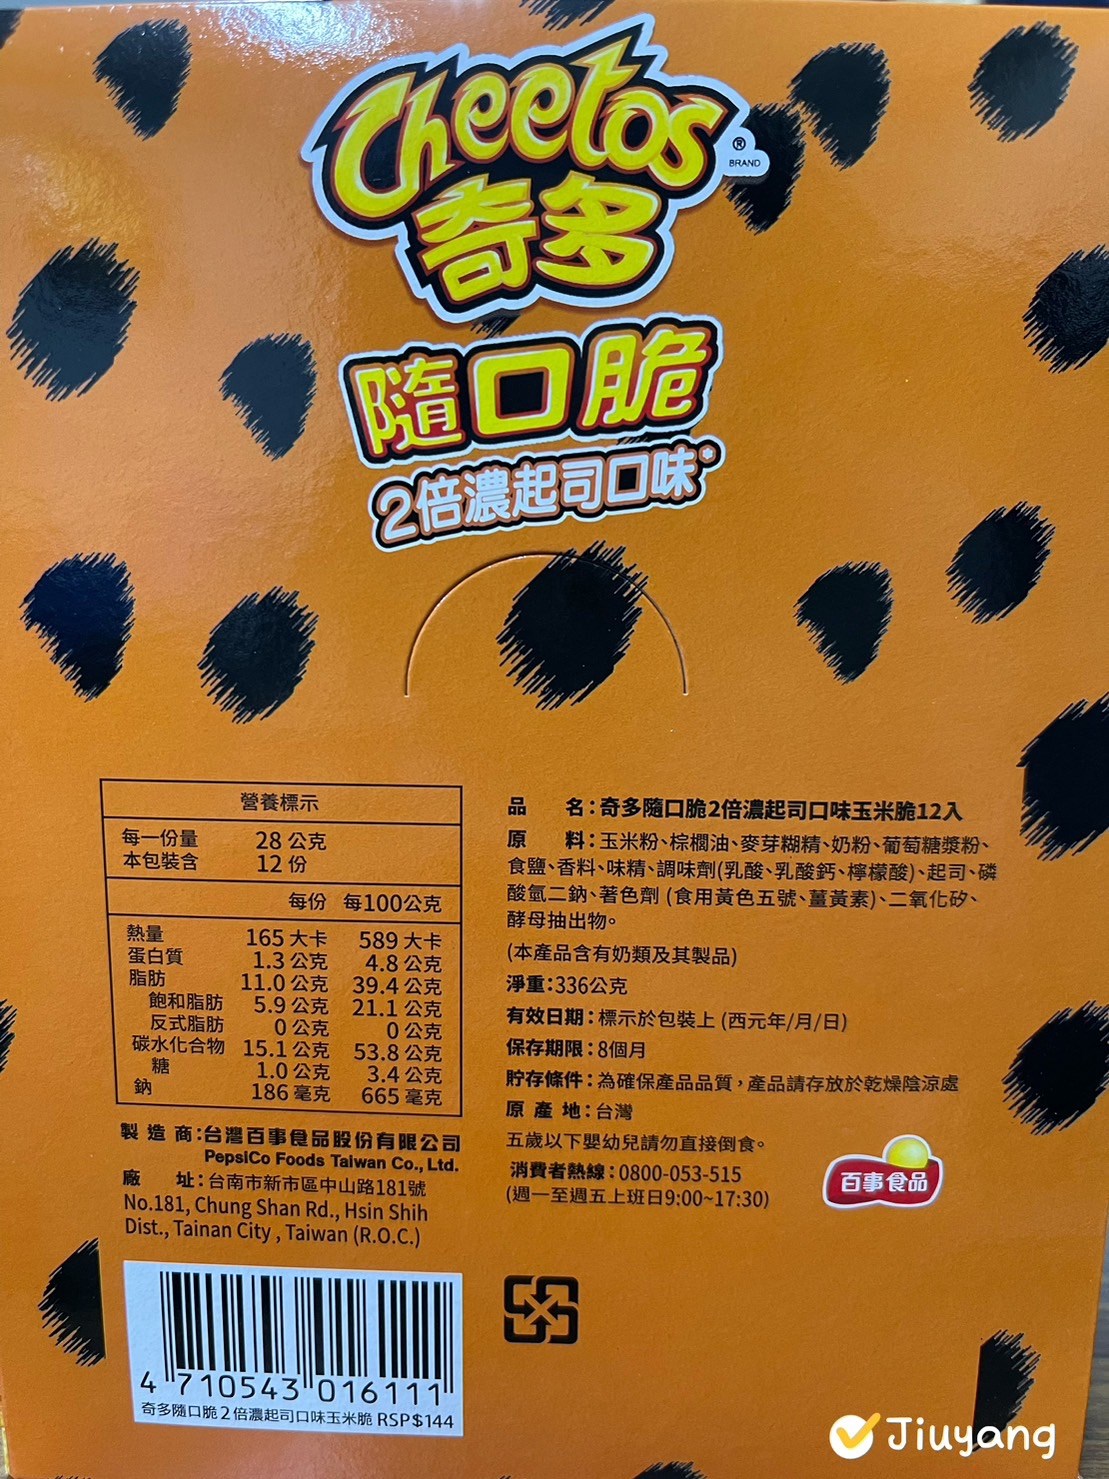 Cheetos
®
BRAND
奇多
隨口脆
2倍濃起司口味*
營養標示
每一份量 28 公克
本包裝含 12 份
每份 每100公克
熱量 165 大卡 589 大卡
蛋白質 1.3 公克 4.8 公克
脂肪 11.0 公克 39.4 公克
飽和脂肪 5.9 公克 21.1 公克
反式脂肪 0 公克 0 公克
碳水化合物 15.1 公克 53.8 公克
糖 1.0 公克 3.4 公克
鈉 186 毫克 665 毫克
製造商:台灣百事食品股份有限公司
PepsiCo Foods Taiwan Co., Ltd.
廠 址:台南市新市區中山路181號
No.181, Chung Shan Rd., Hsin Shih
Dist., Tainan City , Taiwan (R.O.C.)
4 710543 016111
奇多隨口脆2倍濃起司口味玉米脆 RSP$144
品 名:奇多隨口脆2倍濃起司口味玉米脆12入
原 料:玉米粉、棕櫚油、麥芽糊精、奶粉、葡萄糖漿粉、
食鹽、香料、味精、調味劑(乳酸、乳酸鈣、檸檬酸)、起司、磷
酸氫二鈉、著色劑 (食用黃色五號、薑黃素)、二氧化矽、
酵母抽出物。
(本產品含有奶類及其製品)
淨重:336公克
有效日期:標示於包裝上 (西元年/月/日)
保存期限:8個月
貯存條件:為確保產品品質,產品請存放於乾燥陰涼處
原產地:台灣
五歲以下嬰幼兒請勿直接倒食。
消費者熱線:0800-053-515
(週一至週五上班日9:00~17:30)
百事食品
Jiuyang